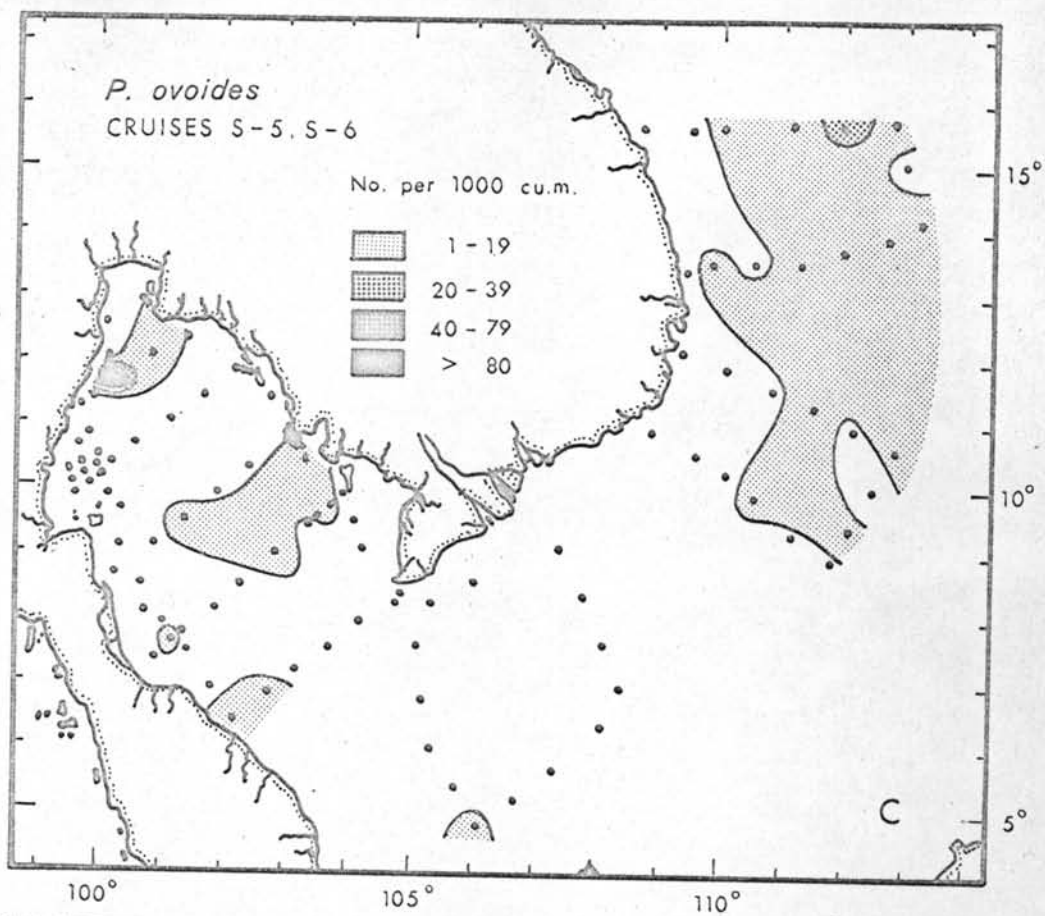 P. ovoides
CRUISES S-5, S-6
No. per 1000 cu.m.
1-19
20-39
40-79
> 80
15°
10°
5°
C
100°
105°
110°